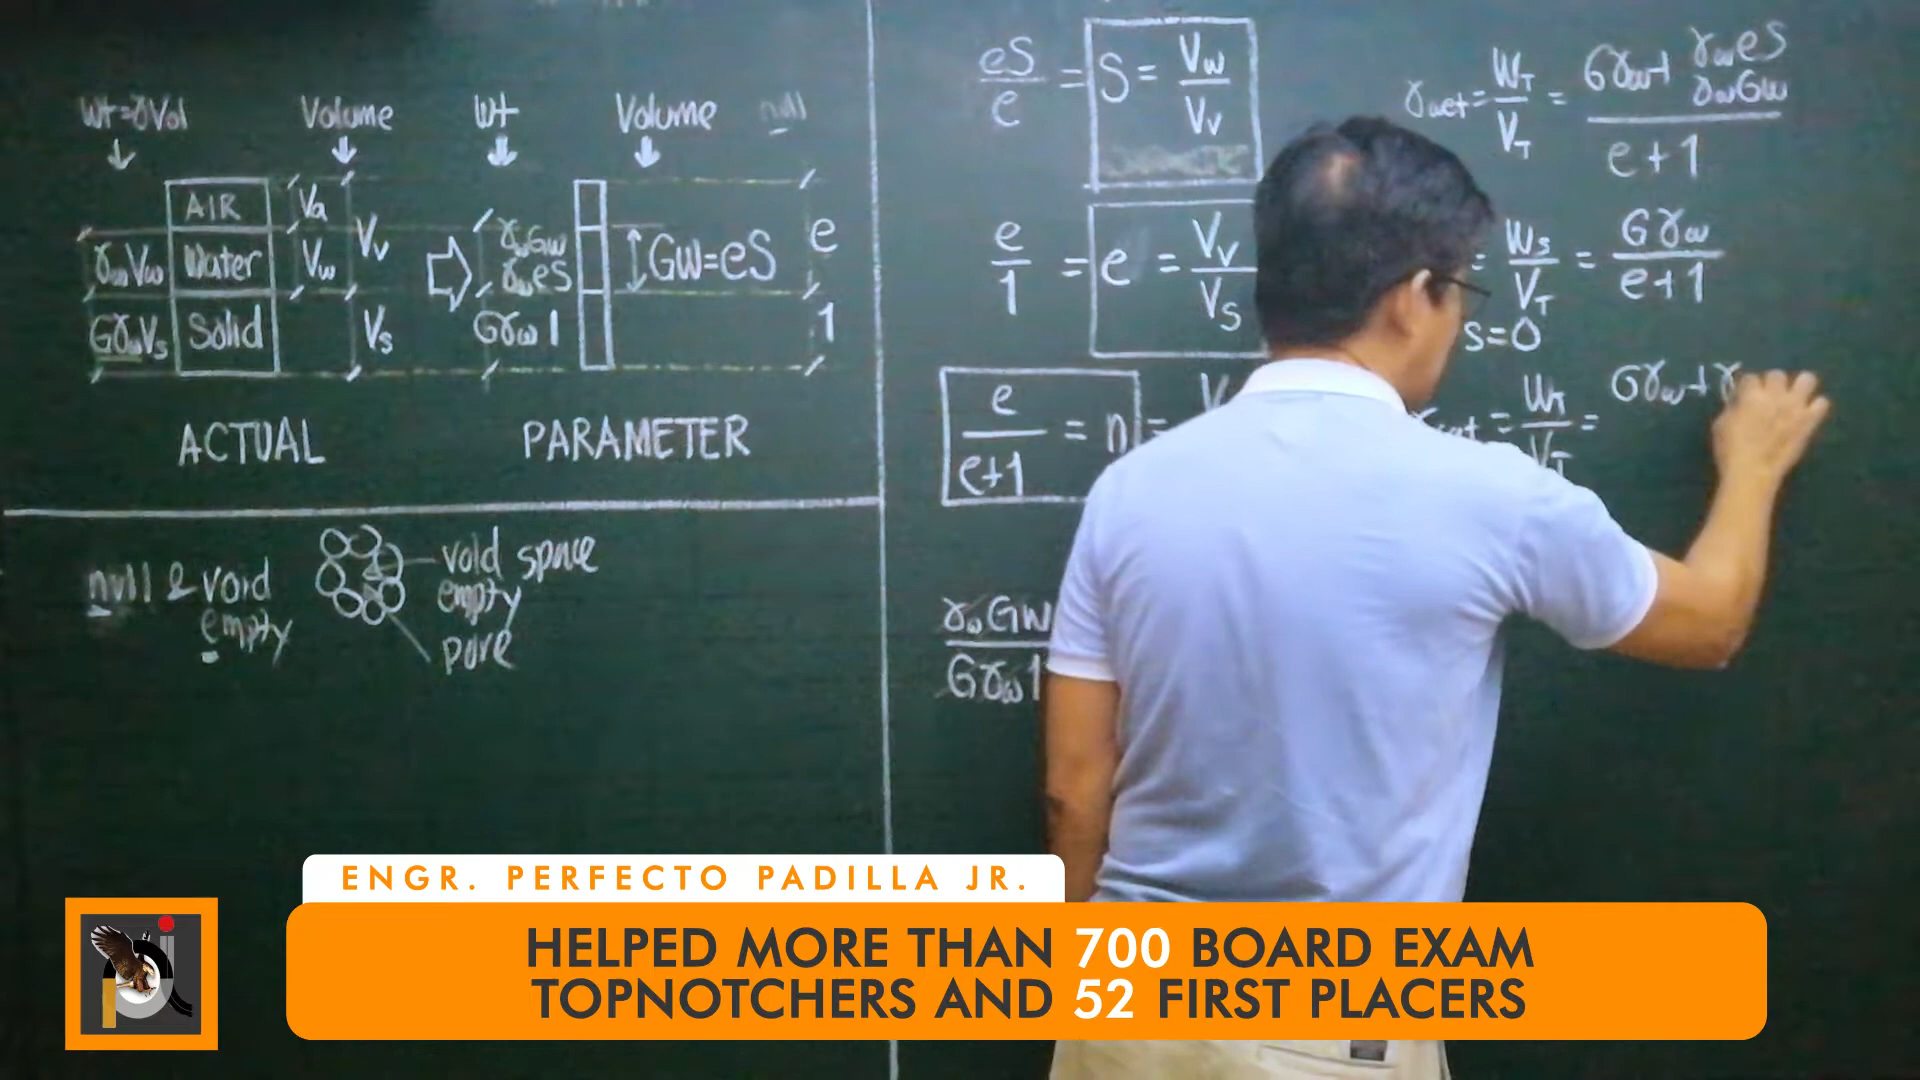 Wt=γVol Volume Wt Volume null
AIR Va
γwVw Water Vw Vv γwGw γweS Gw=eS e
GγwVs Solid Vs Gγw1 1
ACTUAL PARAMETER
null & void
empty
void space
empty
pore
eS/e = S = Vw/Vv
e/1 = e = Vv/Vs
e/e+1 = n =
γwGw
Gγw1
γwet = WT/VT = Gγw+ γweS γwGw / e+1
= Ws/VT = Gγw/e+1
S=0
= WT/VT = Gγw+γ
ENGR. PERFECTO PADILLA JR.
HELPED MORE THAN 700 BOARD EXAM
TOPNOTCHERS AND 52 FIRST PLACERS